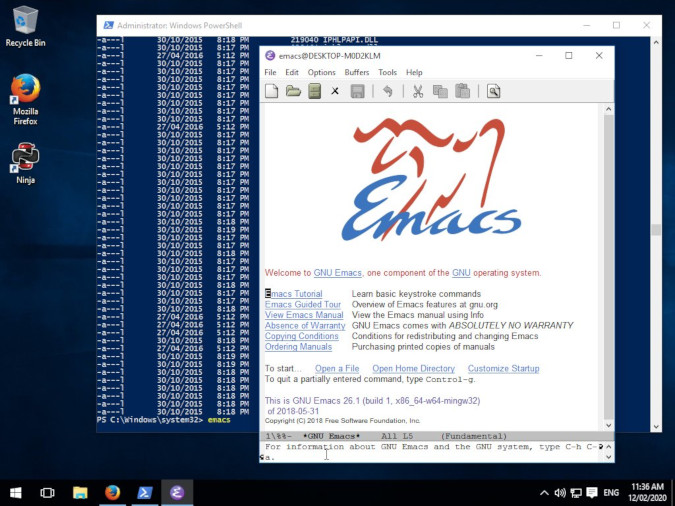 Recycle Bin
Mozilla
Firefox
Ninja
Administrator: Windows PowerShell
-a---l 30/10/2015 8:18 PM 219040 IPHLPAPI.DLL
-a---l 30/10/2015 8:17 PM
-a---l 27/04/2016 5:12 PM
-a---l 30/10/2015 8:17 PM
-a---l 30/10/2015 8:17 PM
-a---l 30/10/2015 8:17 PM
-a---l 30/10/2015 8:17 PM
-a---l 30/10/2015 8:17 PM
-a---l 30/10/2015 8:17 PM
-a---l 27/04/2016 5:12 PM
-a---l 30/10/2015 8:17 PM
-a---l 30/10/2015 8:17 PM
-a---l 27/04/2016 5:12 PM
-a---l 30/10/2015 8:17 PM
-a---l 30/10/2015 8:17 PM
-a---l 30/10/2015 8:17 PM
-a---l 30/10/2015 8:17 PM
-a---l 30/10/2015 8:17 PM
-a---l 30/10/2015 8:17 PM
-a---l 30/10/2015 8:18 PM
-a---l 30/10/2015 8:19 PM
-a---l 30/10/2015 8:17 PM
-a---l 30/10/2015 8:18 PM
-a---l 30/10/2015 8:17 PM
-a---l 30/10/2015 8:17 PM
-a---l 30/10/2015 8:17 PM
-a---l 30/10/2015 8:17 PM
-a---l 30/10/2015 8:17 PM
-a---l 30/10/2015 8:18 PM
-a---l 27/04/2016 5:12 PM
-a---l 27/04/2016 5:12 PM
-a---l 27/04/2016 5:12 PM
-a---l 27/04/2016 5:12 PM
-a---l 30/10/2015 8:19 PM
-a---l 30/10/2015 8:19 PM
-a---l 30/10/2015 8:18 PM
-a---l 30/10/2015 8:18 PM
-a---l 30/10/2015 8:18 PM
-a---l 30/10/2015 8:18 PM
PS C:\Windows\system32> emacs
emacs@DESKTOP-M0D2KLM
File Edit Options Buffers Tools Help
Emacs
Welcome to GNU Emacs, one component of the GNU operating system.
Emacs Tutorial Learn basic keystroke commands
Emacs Guided Tour Overview of Emacs features at gnu.org
View Emacs Manual View the Emacs manual using Info
Absence of Warranty GNU Emacs comes with ABSOLUTELY NO WARRANTY
Copying Conditions Conditions for redistributing and changing Emacs
Ordering Manuals Purchasing printed copies of manuals
To start... Open a File Open Home Directory Customize Startup
To quit a partially entered command, type Control-g.
This is GNU Emacs 26.1 (build 1, x86_64-w64-mingw32)
of 2018-05-31
Copyright (C) 2018 Free Software Foundation, Inc.
1\%%- *GNU Emacs* All L5 (Fundamental)
For information about GNU Emacs and the GNU system, type C-h C-
a.
ENG
11:36 AM
12/02/2020